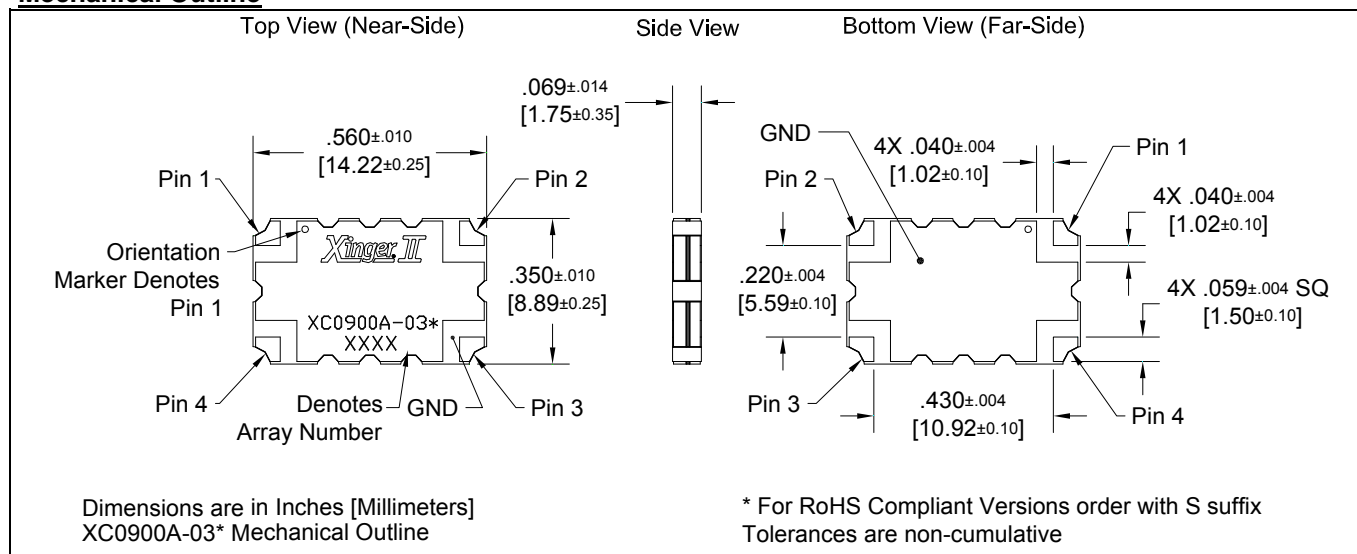 Mechanical Outline
Top View (Near-Side)
Side View
Bottom View (Far-Side)
.560±.010
[14.22±0.25]
Pin 1
Pin 2
Orientation
Marker Denotes
Pin 1
Xinger II
.350±.010
[8.89±0.25]
XC0900A-03*
XXXX
Pin 4
Denotes
Array Number
GND
Pin 3
.069±.014
[1.75±0.35]
GND
4X .040±.004
[1.02±0.10]
Pin 1
Pin 2
4X .040±.004
[1.02±0.10]
.220±.004
[5.59±0.10]
4X .059±.004 SQ
[1.50±0.10]
Pin 3
.430±.004
[10.92±0.10]
Pin 4
Dimensions are in Inches [Millimeters]
XC0900A-03* Mechanical Outline
* For RoHS Compliant Versions order with S suffix
Tolerances are non-cumulative